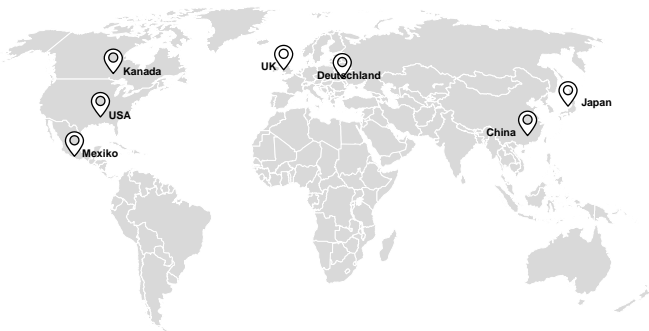 UK
Kanada
Deutschland
Japan
USA
China
Mexiko